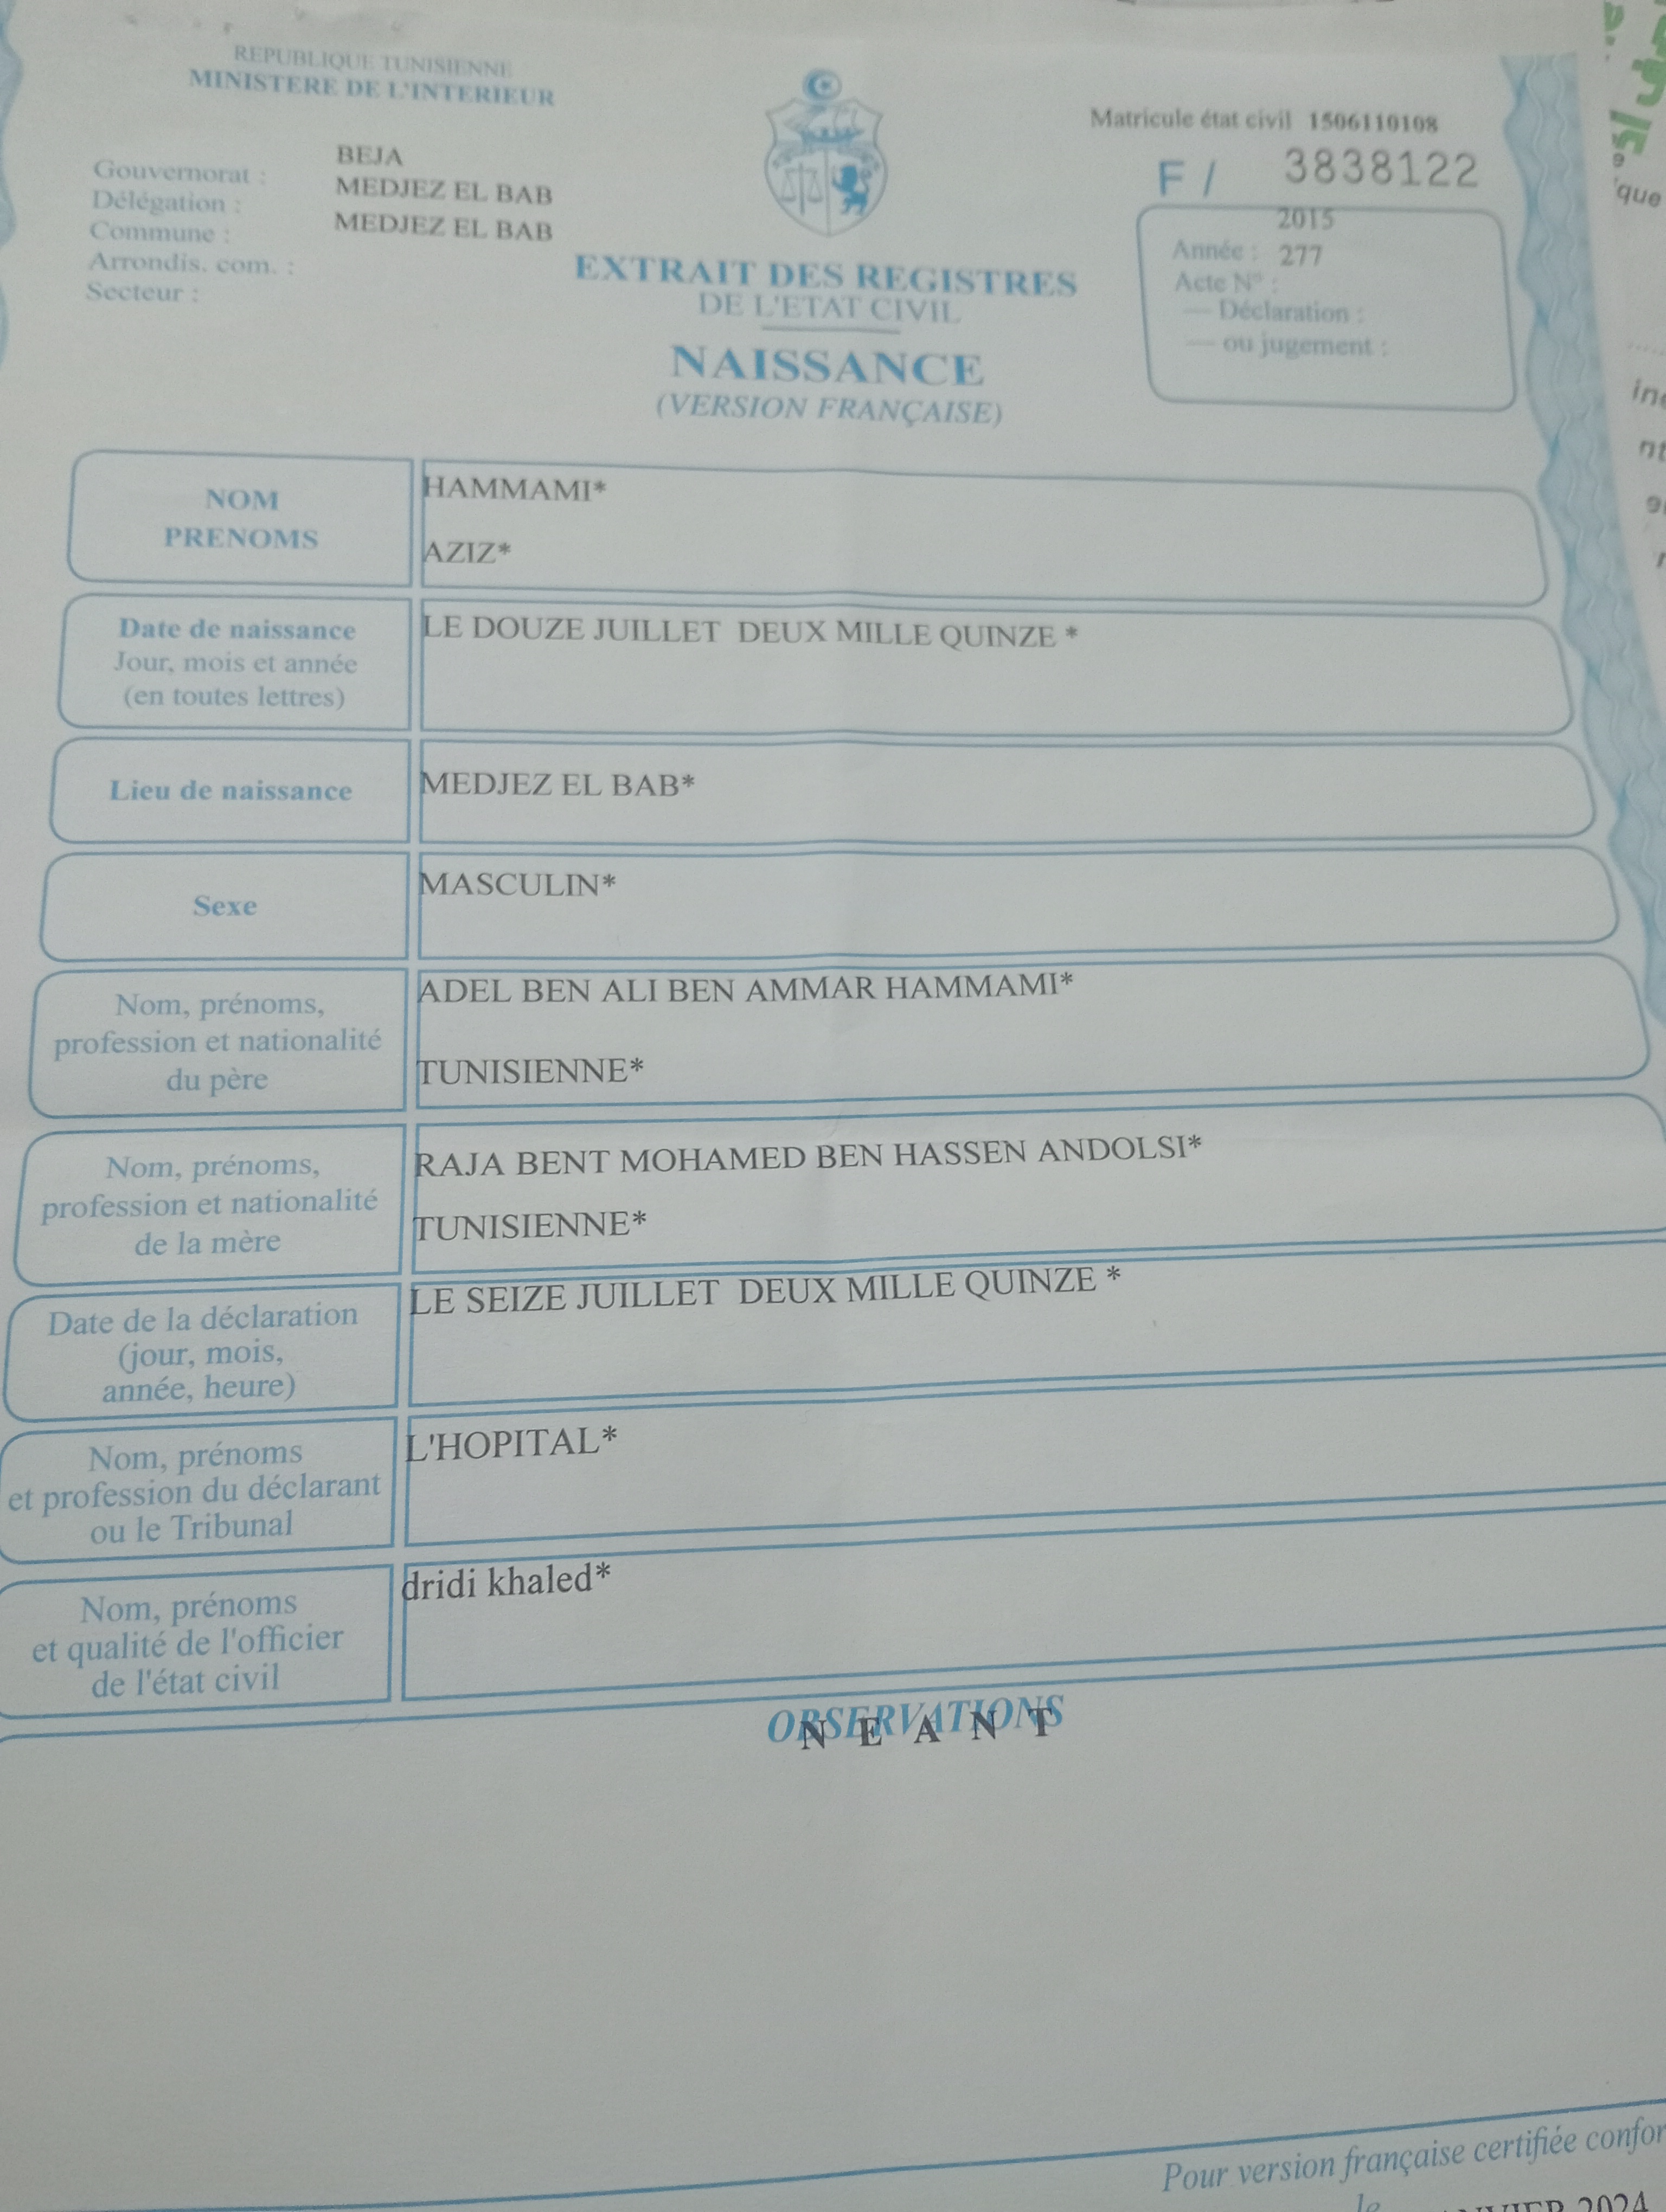 REPUBLIQUE TUNISIENNE
MINISTERE DE L'INTERIEUR
Gouvernorat : BEJA
Délégation : MEDJEZ EL BAB
Commune : MEDJEZ EL BAB
Arrondis. com. :
Secteur :
Matricule état civil 1506110108
F / 3838122
2015
Année : 277
Acte N° :
— Déclaration :
— ou jugement :
EXTRAIT DES REGISTRES
DE L'ETAT CIVIL
NAISSANCE
(VERSION FRANÇAISE)
NOM
PRENOMS
HAMMAMI*
AZIZ*
Date de naissance
Jour, mois et année
(en toutes lettres)
LE DOUZE JUILLET DEUX MILLE QUINZE *
Lieu de naissance
MEDJEZ EL BAB*
Sexe
MASCULIN*
Nom, prénoms,
profession et nationalité
du père
ADEL BEN ALI BEN AMMAR HAMMAMI*
TUNISIENNE*
Nom, prénoms,
profession et nationalité
de la mère
RAJA BENT MOHAMED BEN HASSEN ANDOLSI*
TUNISIENNE*
Date de la déclaration
(jour, mois,
année, heure)
LE SEIZE JUILLET DEUX MILLE QUINZE *
Nom, prénoms
et profession du déclarant
ou le Tribunal
L'HOPITAL*
Nom, prénoms
et qualité de l'officier
de l'état civil
dridi khaled*
OBSERVATIONS
N E A N T
Pour version française certifiée confor
le
2024